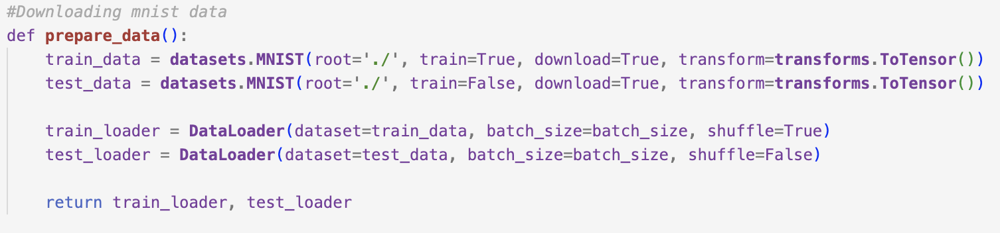 #Downloading mnist data
def prepare_data():
    train_data = datasets.MNIST(root='./', train=True, download=True, transform=transforms.ToTensor())
    test_data = datasets.MNIST(root='./', train=False, download=True, transform=transforms.ToTensor())
    train_loader = DataLoader(dataset=train_data, batch_size=batch_size, shuffle=True)
    test_loader = DataLoader(dataset=test_data, batch_size=batch_size, shuffle=False)
    return train_loader, test_loader